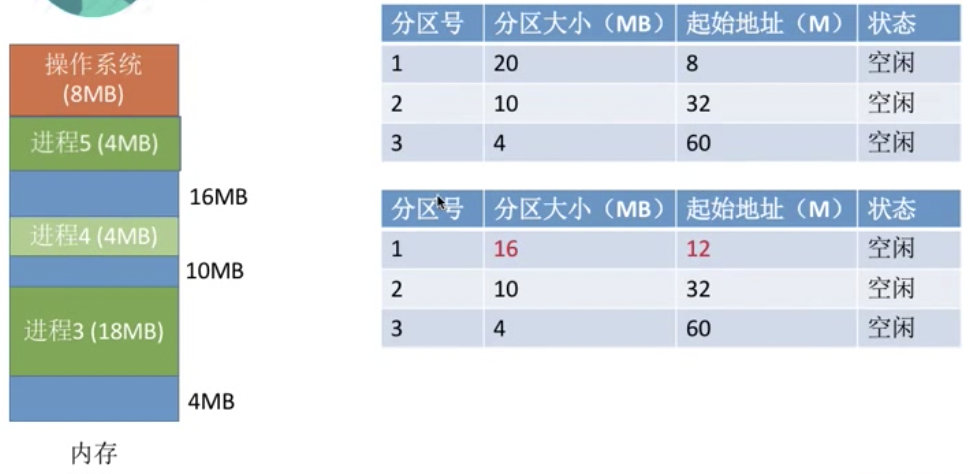 操作系统
(8MB)
进程5 (4MB)
16MB
进程4 (4MB)
10MB
进程3 (18MB)
4MB
内存
分区号 分区大小（MB） 起始地址（M） 状态
1 20 8 空闲
2 10 32 空闲
3 4 60 空闲
分区号 分区大小（MB） 起始地址（M） 状态
1 16 12 空闲
2 10 32 空闲
3 4 60 空闲